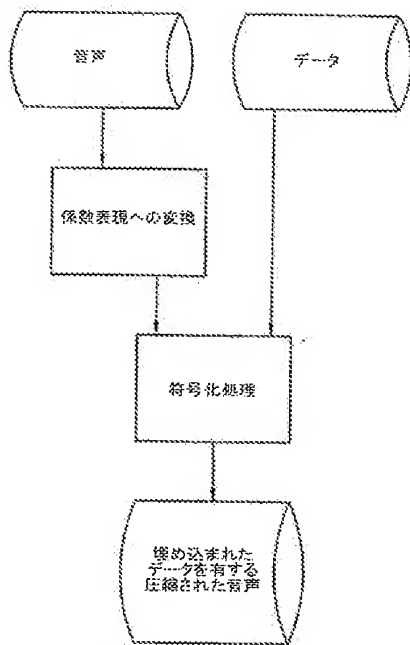 音声
データ
係数表現への変換
符号化処理
埋め込まれた
データを有する
圧縮された音声